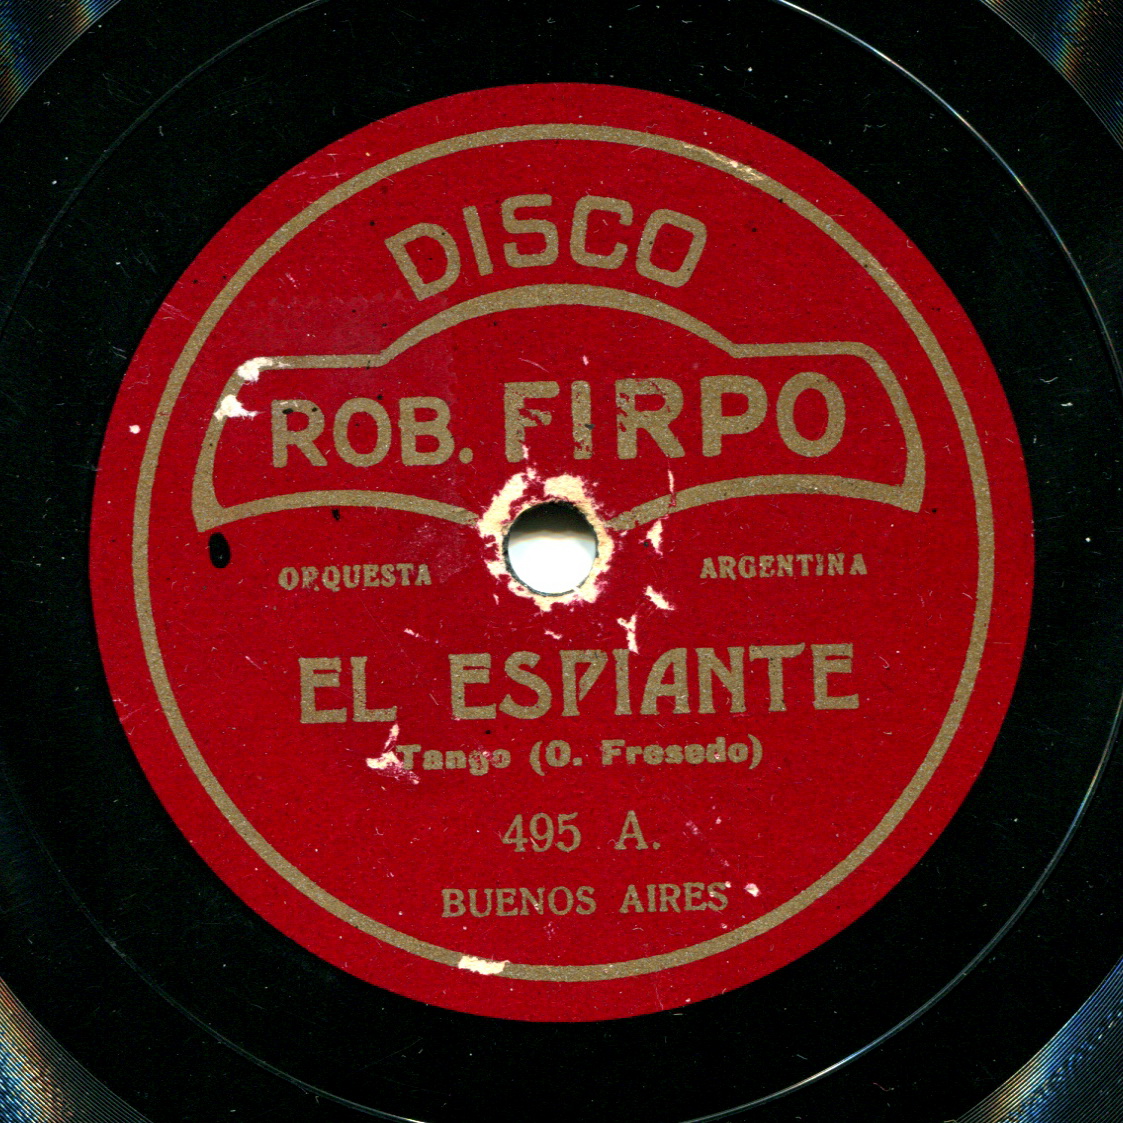 DISCO
ROB. FIRPO
ORQUESTA ARGENTINA
EL ESPIANTE
Tango (O. Fresedo)
495 A.
BUENOS AIRES